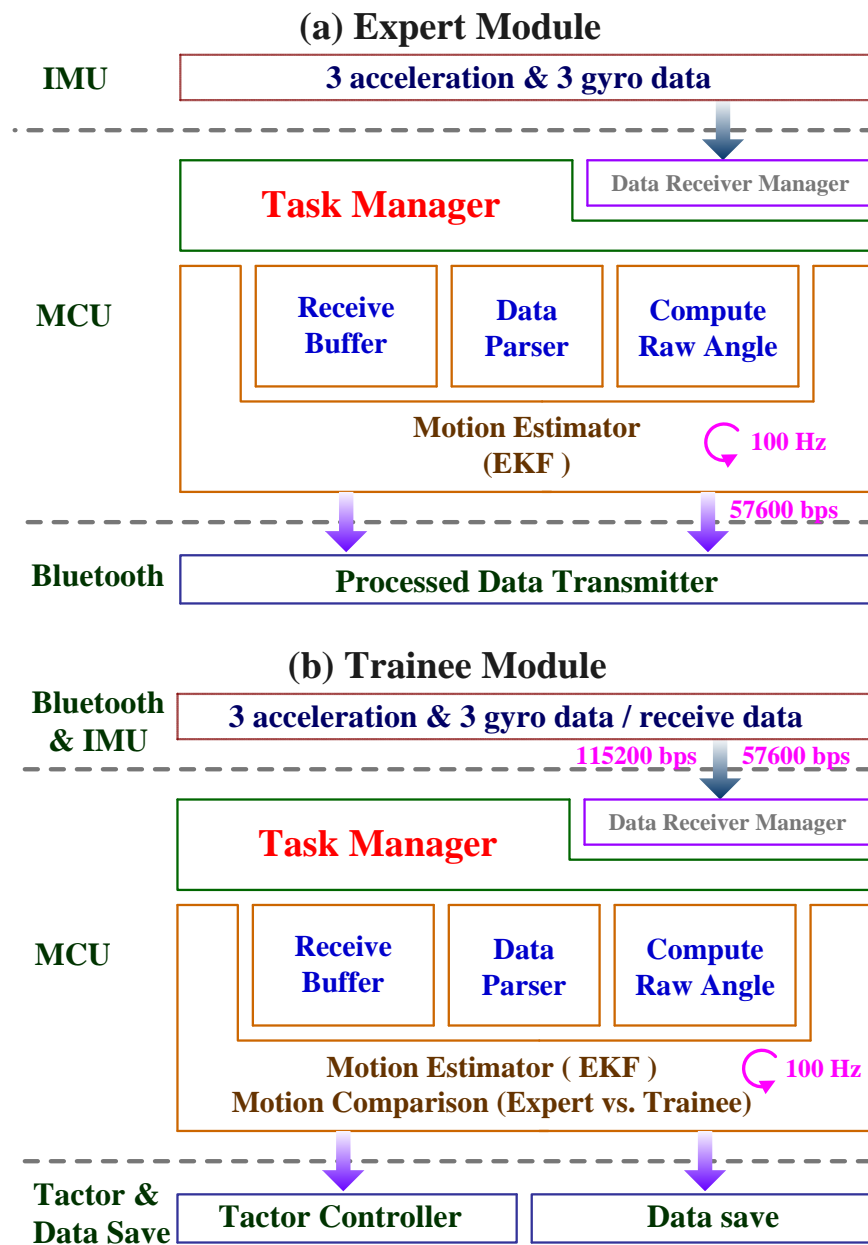 (a) Expert Module
IMU
3 acceleration & 3 gyro data
Data Receiver Manager
Task Manager
MCU
Receive
Buffer
Data
Parser
Compute
Raw Angle
Motion Estimator
(EKF )
100 Hz
57600 bps
Bluetooth
Processed Data Transmitter
(b) Trainee Module
Bluetooth
& IMU
3 acceleration & 3 gyro data / receive data
115200 bps
57600 bps
Data Receiver Manager
Task Manager
MCU
Receive
Buffer
Data
Parser
Compute
Raw Angle
Motion Estimator ( EKF )
Motion Comparison (Expert vs. Trainee)
100 Hz
Tactor &
Data Save
Tactor Controller
Data save